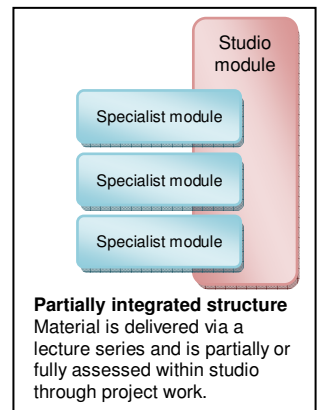 Studio
module
Specialist module
Specialist module
Specialist module
Partially integrated structure
Material is delivered via a
lecture series and is partially or
fully assessed within studio
through project work.